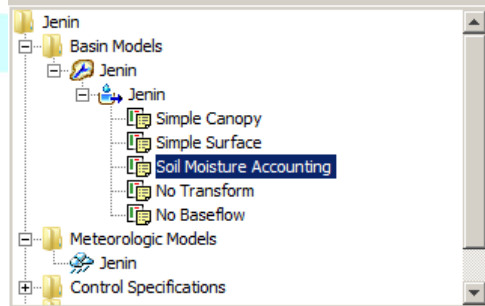 Jenin
Basin Models
Jenin
Jenin
Simple Canopy
Simple Surface
Soil Moisture Accounting
No Transform
No Baseflow
Meteorologic Models
Jenin
Control Specifications